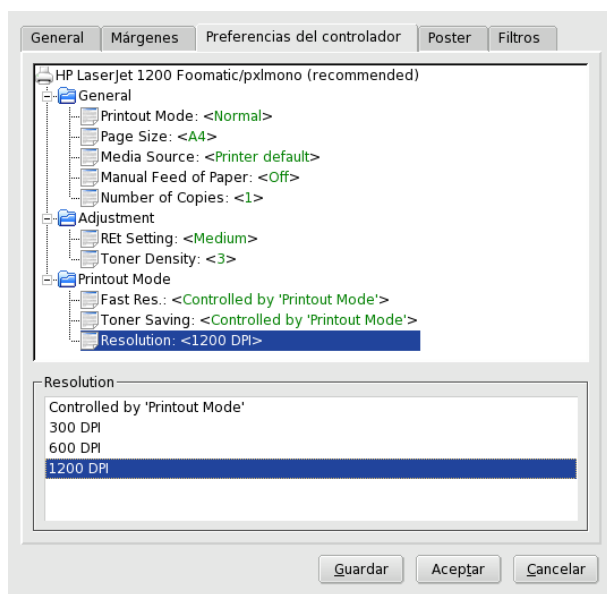 General Márgenes Preferencias del controlador Poster Filtros
HP LaserJet 1200 Foomatic/pxlmono (recommended)
General
Printout Mode: <Normal>
Page Size: <A4>
Media Source: <Printer default>
Manual Feed of Paper: <Off>
Number of Copies: <1>
Adjustment
REt Setting: <Medium>
Toner Density: <3>
Printout Mode
Fast Res.: <Controlled by 'Printout Mode'>
Toner Saving: <Controlled by 'Printout Mode'>
Resolution: <1200 DPI>
Resolution
Controlled by 'Printout Mode'
300 DPI
600 DPI
1200 DPI
Guardar Aceptar Cancelar